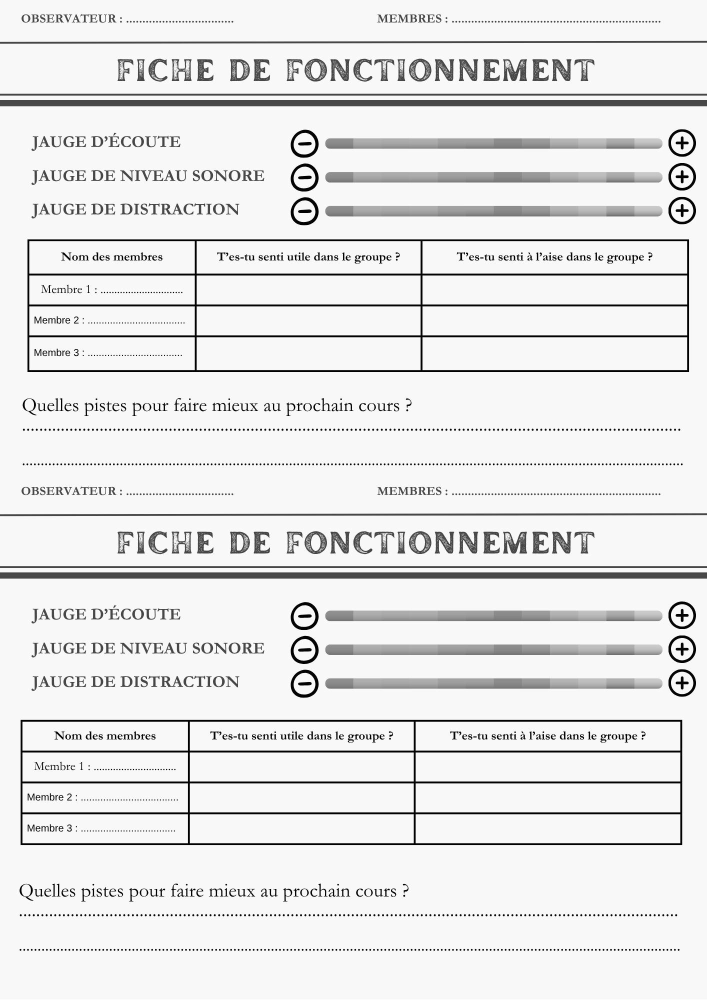 OBSERVATEUR : .................................
MEMBRES : ................................................................
FICHE DE FONCTIONNEMENT
JAUGE D’ÉCOUTE
JAUGE DE NIVEAU SONORE
JAUGE DE DISTRACTION
Nom des membres T’es-tu senti utile dans le groupe ? T’es-tu senti à l’aise dans le groupe ?
Membre 1 : ..............................
Membre 2 : ...................................
Membre 3 : ..................................
Quelles pistes pour faire mieux au prochain cours ?
OBSERVATEUR : .................................
MEMBRES : ................................................................
FICHE DE FONCTIONNEMENT
JAUGE D’ÉCOUTE
JAUGE DE NIVEAU SONORE
JAUGE DE DISTRACTION
Nom des membres T’es-tu senti utile dans le groupe ? T’es-tu senti à l’aise dans le groupe ?
Membre 1 : ..............................
Membre 2 : ...................................
Membre 3 : ..................................
Quelles pistes pour faire mieux au prochain cours ?